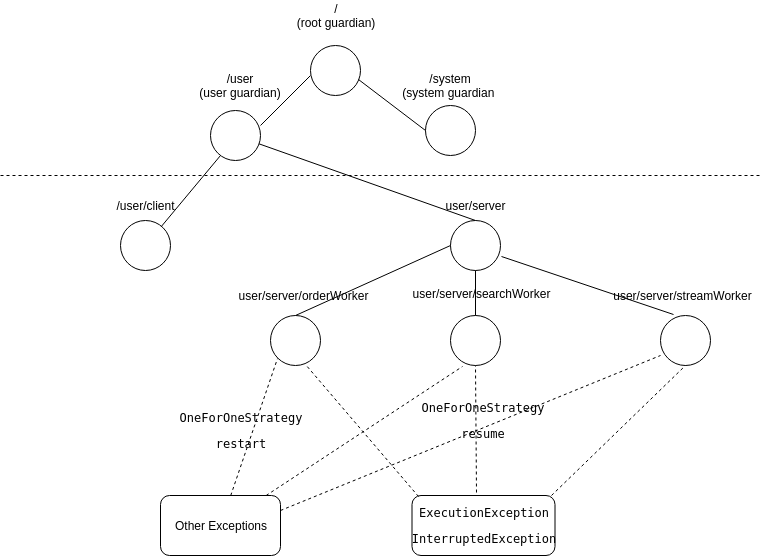 /
(root guardian)
/user
(user guardian)
/system
(system guardian
/user/client
user/server
user/server/orderWorker
user/server/searchWorker
user/server/streamWorker
OneForOneStrategy
restart
OneForOneStrategy
resume
Other Exceptions
ExecutionException
InterruptedException